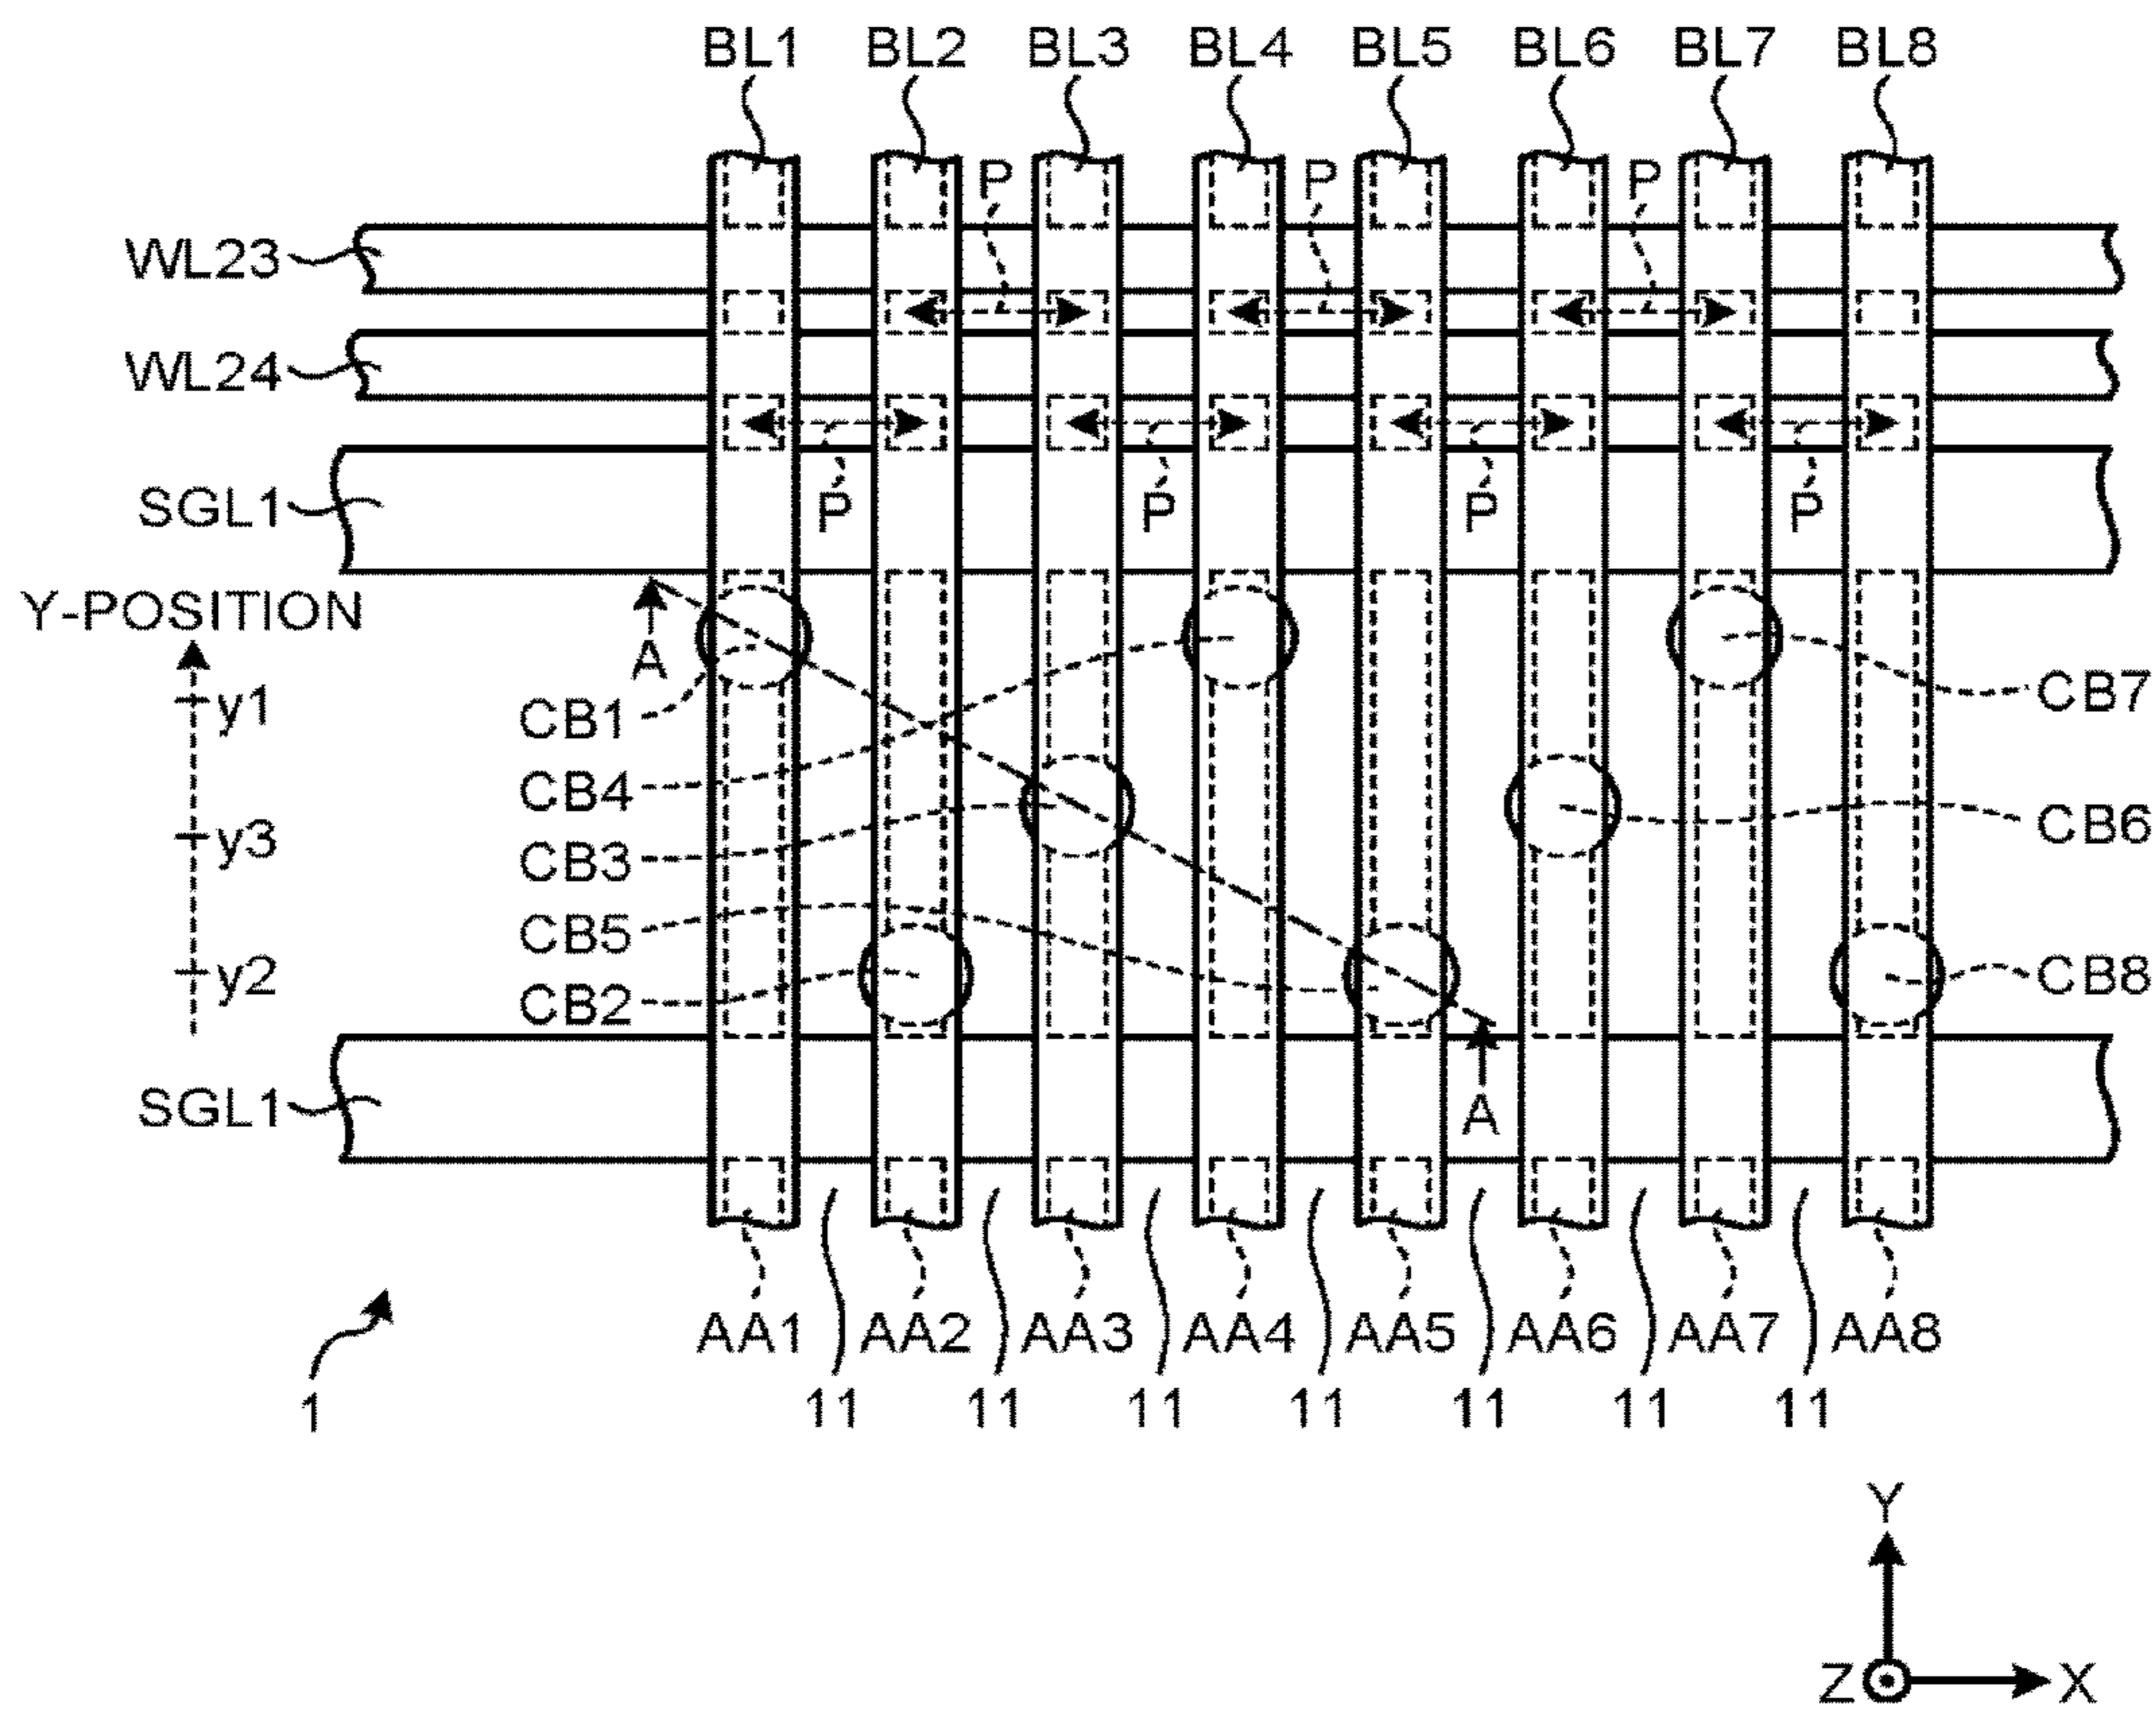 BL1 BL2 BL3 BL4 BL5 BL6 BL7 BL8
P P P
WL23
WL24
SGL1
P P P P
Y-POSITION
A
y1
CB1
CB7
CB4
y3
CB3
CB6
CB5
y2
CB2
CB8
SGL1
A
AA1 AA2 AA3 AA4 AA5 AA6 AA7 AA8
1
11 11 11 11 11 11 11
Y
Z X